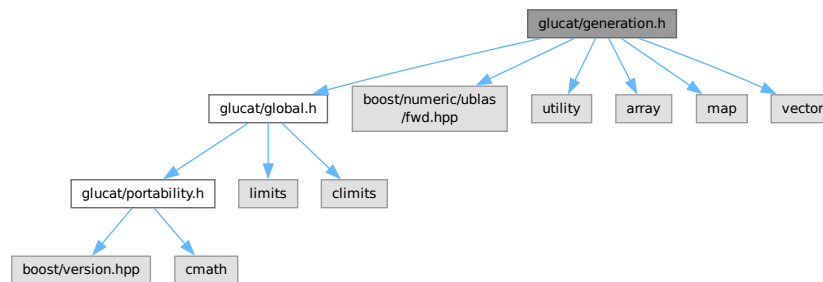 glucat/generation.h
glucat/global.h
boost/numeric/ublas
/fwd.hpp
utility
array
map
vector
glucat/portability.h
limits
climits
boost/version.hpp
cmath